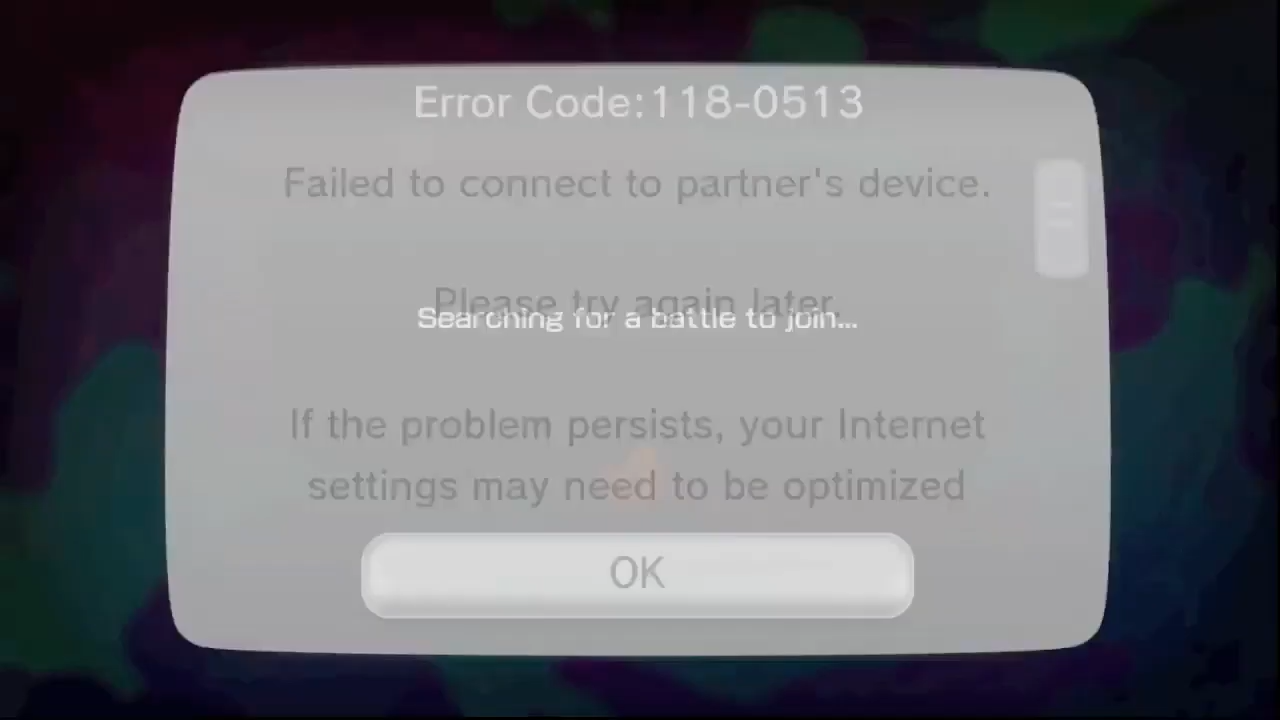 Error Code:118-0513
Failed to connect to partner's device.
Please try again later.
Searching for a battle to join...
If the problem persists, your Internet
settings may need to be optimized
OK